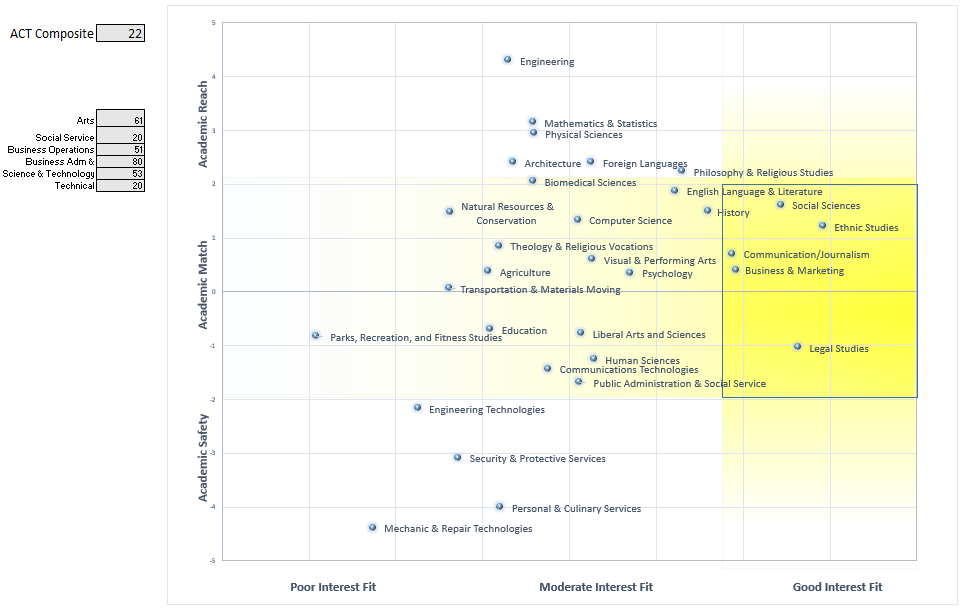 ACT Composite 22
Arts 61
Social Service 20
Business Operations 51
Business Adm & 80
Science & Technology 53
Technical 20
Academic Reach
Academic Match
Academic Safety
5
4
3
2
1
0
-1
-2
-3
-4
-5
Engineering
Mathematics & Statistics
Physical Sciences
Architecture
Foreign Languages
Philosophy & Religious Studies
Biomedical Sciences
English Language & Literature
Natural Resources &
Conservation
Computer Science
History
Social Sciences
Ethnic Studies
Theology & Religious Vocations
Visual & Performing Arts
Communication/Journalism
Agriculture
Psychology
Business & Marketing
Transportation & Materials Moving
Parks, Recreation, and Fitness Studies
Education
Liberal Arts and Sciences
Legal Studies
Human Sciences
Communications Technologies
Public Administration & Social Service
Engineering Technologies
Security & Protective Services
Personal & Culinary Services
Mechanic & Repair Technologies
Poor Interest Fit
Moderate Interest Fit
Good Interest Fit